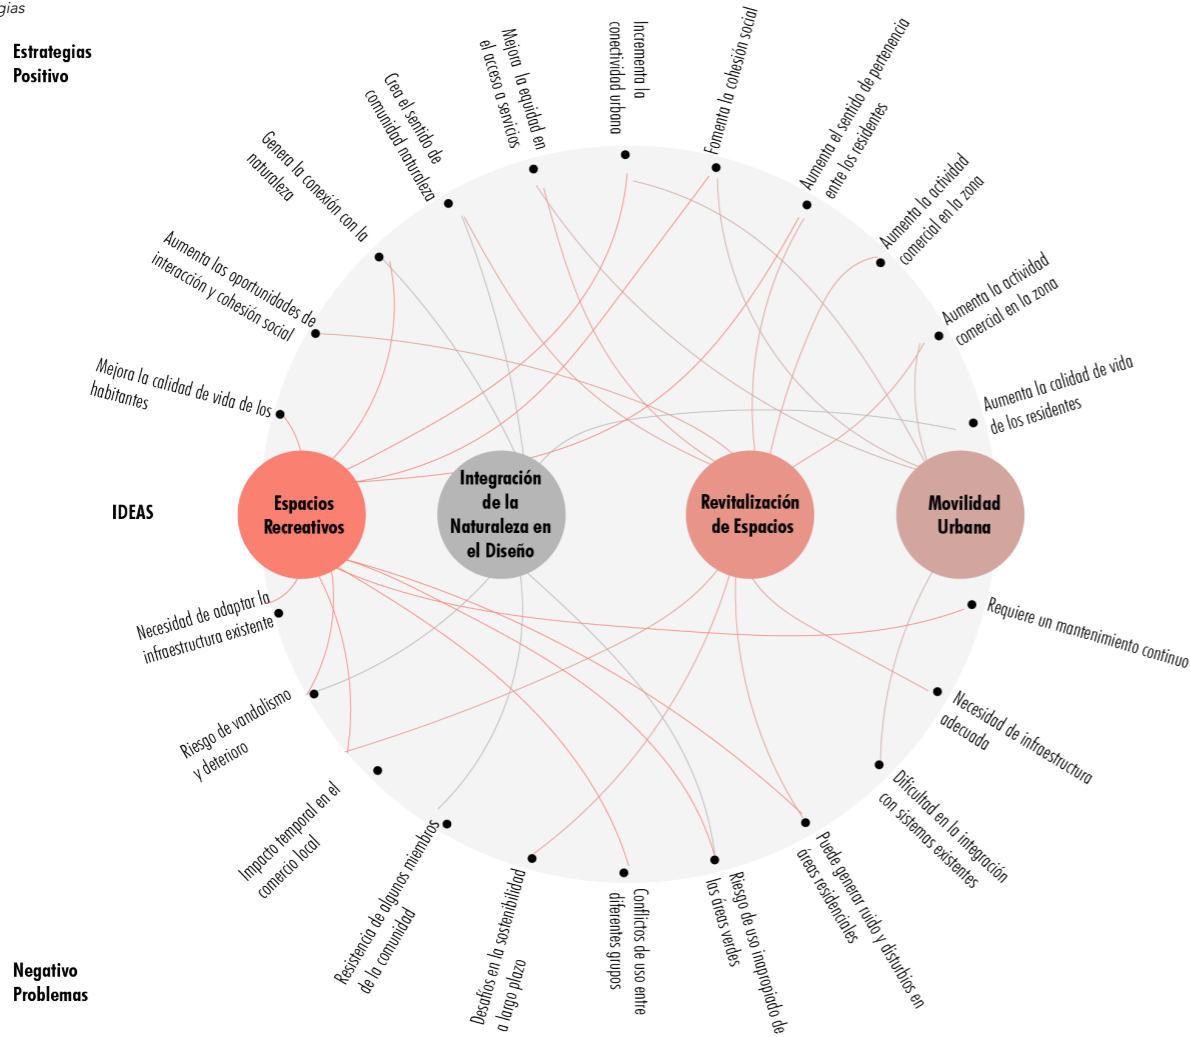 gias
Estrategias
Positivo
Mejora la calidad de vida de los
habitantes
Aumenta las oportunidades de
interacción y cohesión social
Genera la conexión con la
naturaleza
Crea el sentido de
comunidad naturaleza
Mejora la equidad en
el acceso a servicios
Incrementa la
conectividad urbana
Fomenta la cohesión social
Aumenta el sentido de pertenencia
entre los residentes
Aumenta la actividad
comercial en la zona
Aumenta la actividad
comercial en la zona
Aumenta la calidad de vida
de los residentes
IDEAS
Espacios
Recreativos
Integración
de la
Naturaleza en
el Diseño
Revitalización
de Espacios
Movilidad
Urbana
Necesidad de adaptar la
infraestructura existente
Riesgo de vandalismo
y deterioro
Impacto temporal en el
comercio local
Resistencia de algunos miembros
de la comunidad
Desafíos en la sostenibilidad
a largo plazo
Conflictos de uso entre
diferentes grupos
Riesgo de uso inapropiado de
las áreas verdes
Puede generar ruido y disturbios en
áreas residenciales
Dificultad en la integración
con sistemas existentes
Necesidad de infraestructura
adecuada
Requiere un mantenimiento continuo
Negativo
Problemas